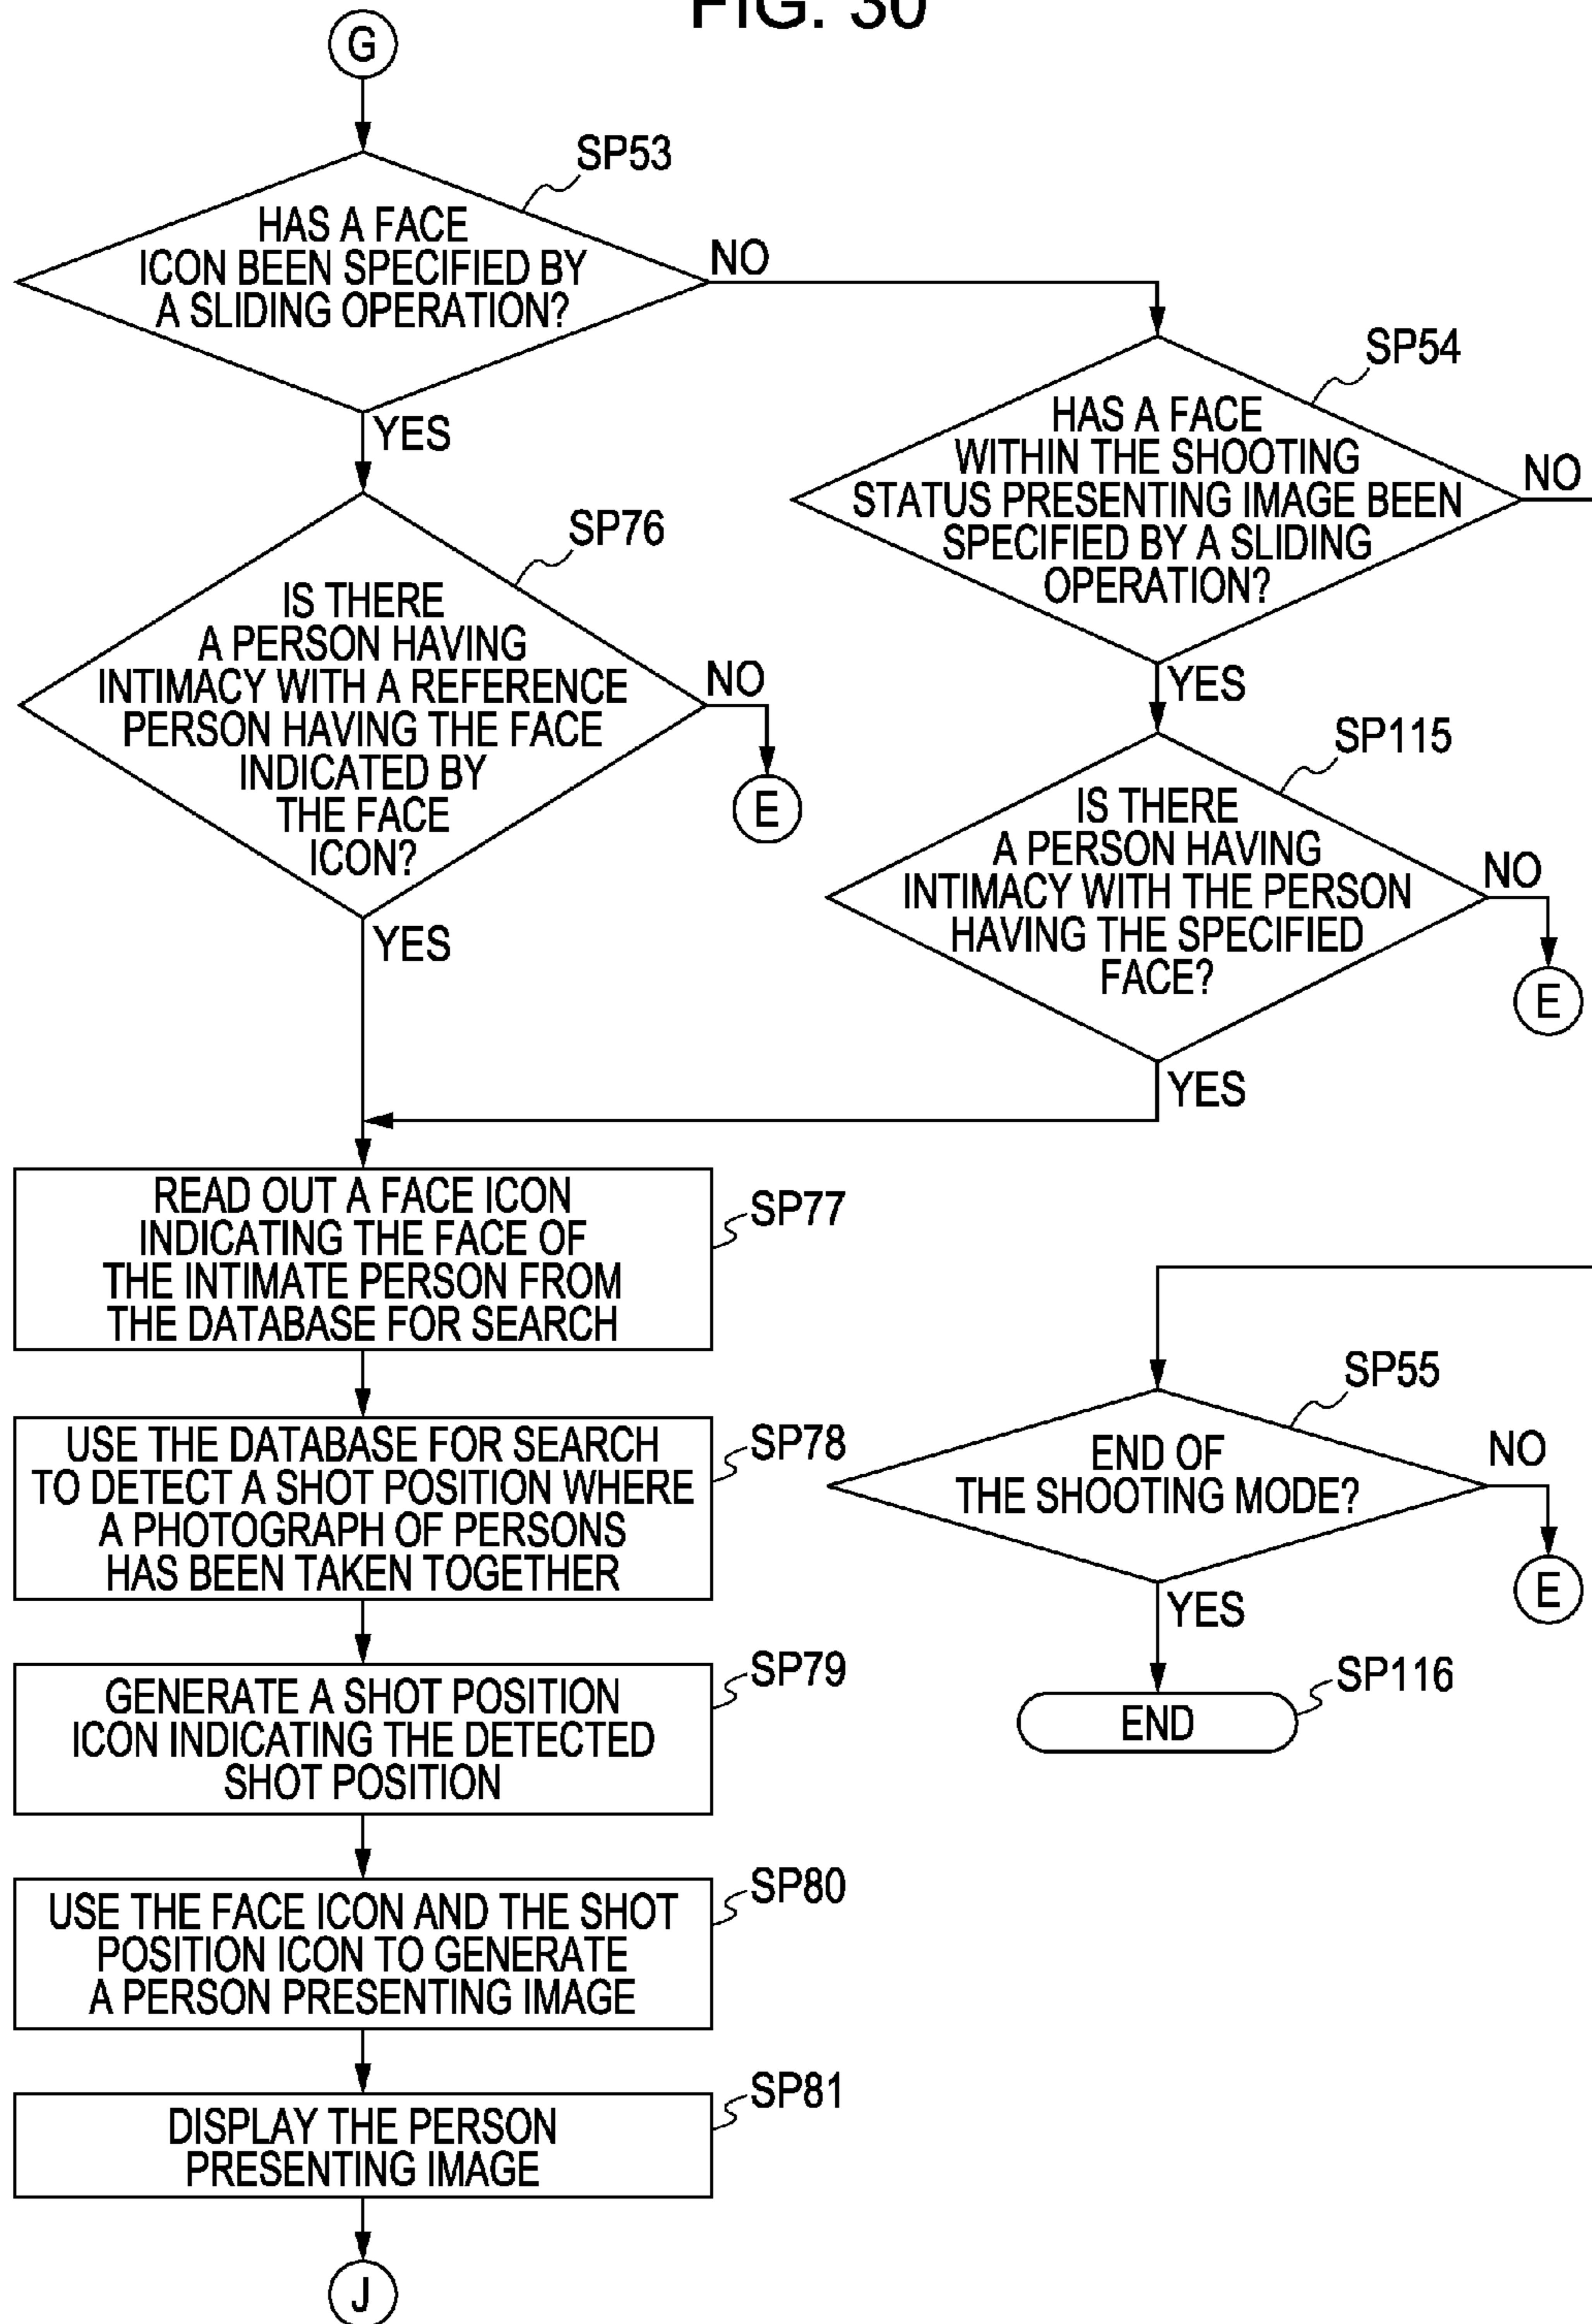 FIG. 30
G
SP53
HAS A FACE
ICON BEEN SPECIFIED BY
A SLIDING OPERATION?
NO
YES
SP54
HAS A FACE
WITHIN THE SHOOTING
STATUS PRESENTING IMAGE BEEN
SPECIFIED BY A SLIDING
OPERATION?
NO
YES
SP76
IS THERE
A PERSON HAVING
INTIMACY WITH A REFERENCE
PERSON HAVING THE FACE
INDICATED BY
THE FACE
ICON?
NO
E
YES
SP115
IS THERE
A PERSON HAVING
INTIMACY WITH THE PERSON
HAVING THE SPECIFIED
FACE?
NO
E
YES
READ OUT A FACE ICON
INDICATING THE FACE OF
THE INTIMATE PERSON FROM
THE DATABASE FOR SEARCH
SP77
USE THE DATABASE FOR SEARCH
TO DETECT A SHOT POSITION WHERE
A PHOTOGRAPH OF PERSONS
HAS BEEN TAKEN TOGETHER
SP78
GENERATE A SHOT POSITION
ICON INDICATING THE DETECTED
SHOT POSITION
SP79
USE THE FACE ICON AND THE SHOT
POSITION ICON TO GENERATE
A PERSON PRESENTING IMAGE
SP80
DISPLAY THE PERSON
PRESENTING IMAGE
SP81
J
SP55
END OF
THE SHOOTING MODE?
NO
E
YES
SP116
END